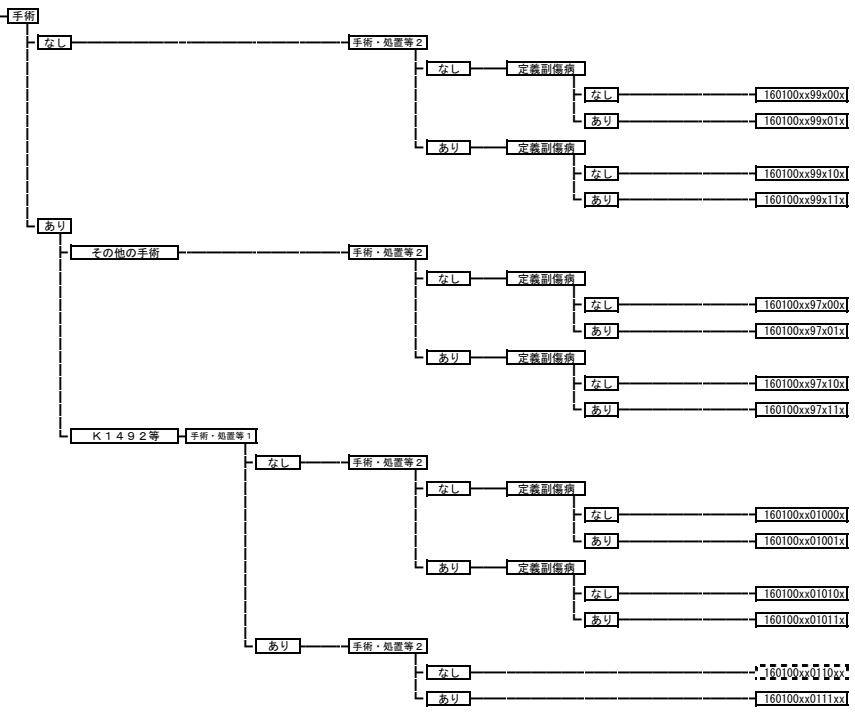 手術
なし 手術・処置等2
なし 定義副傷病
なし 160100xx99x00x
あり 160100xx99x01x
あり 定義副傷病
なし 160100xx99x10x
あり 160100xx99x11x
あり
その他の手術 手術・処置等2
なし 定義副傷病
なし 160100xx97x00x
あり 160100xx97x01x
あり 定義副傷病
なし 160100xx97x10x
あり 160100xx97x11x
K1492等 手術・処置等1
なし 手術・処置等2
なし 定義副傷病
なし 160100xx01000x
あり 160100xx01001x
あり 定義副傷病
なし 160100xx01010x
あり 160100xx01011x
あり 手術・処置等2
なし 160100xx0110xx
あり 160100xx0111xx